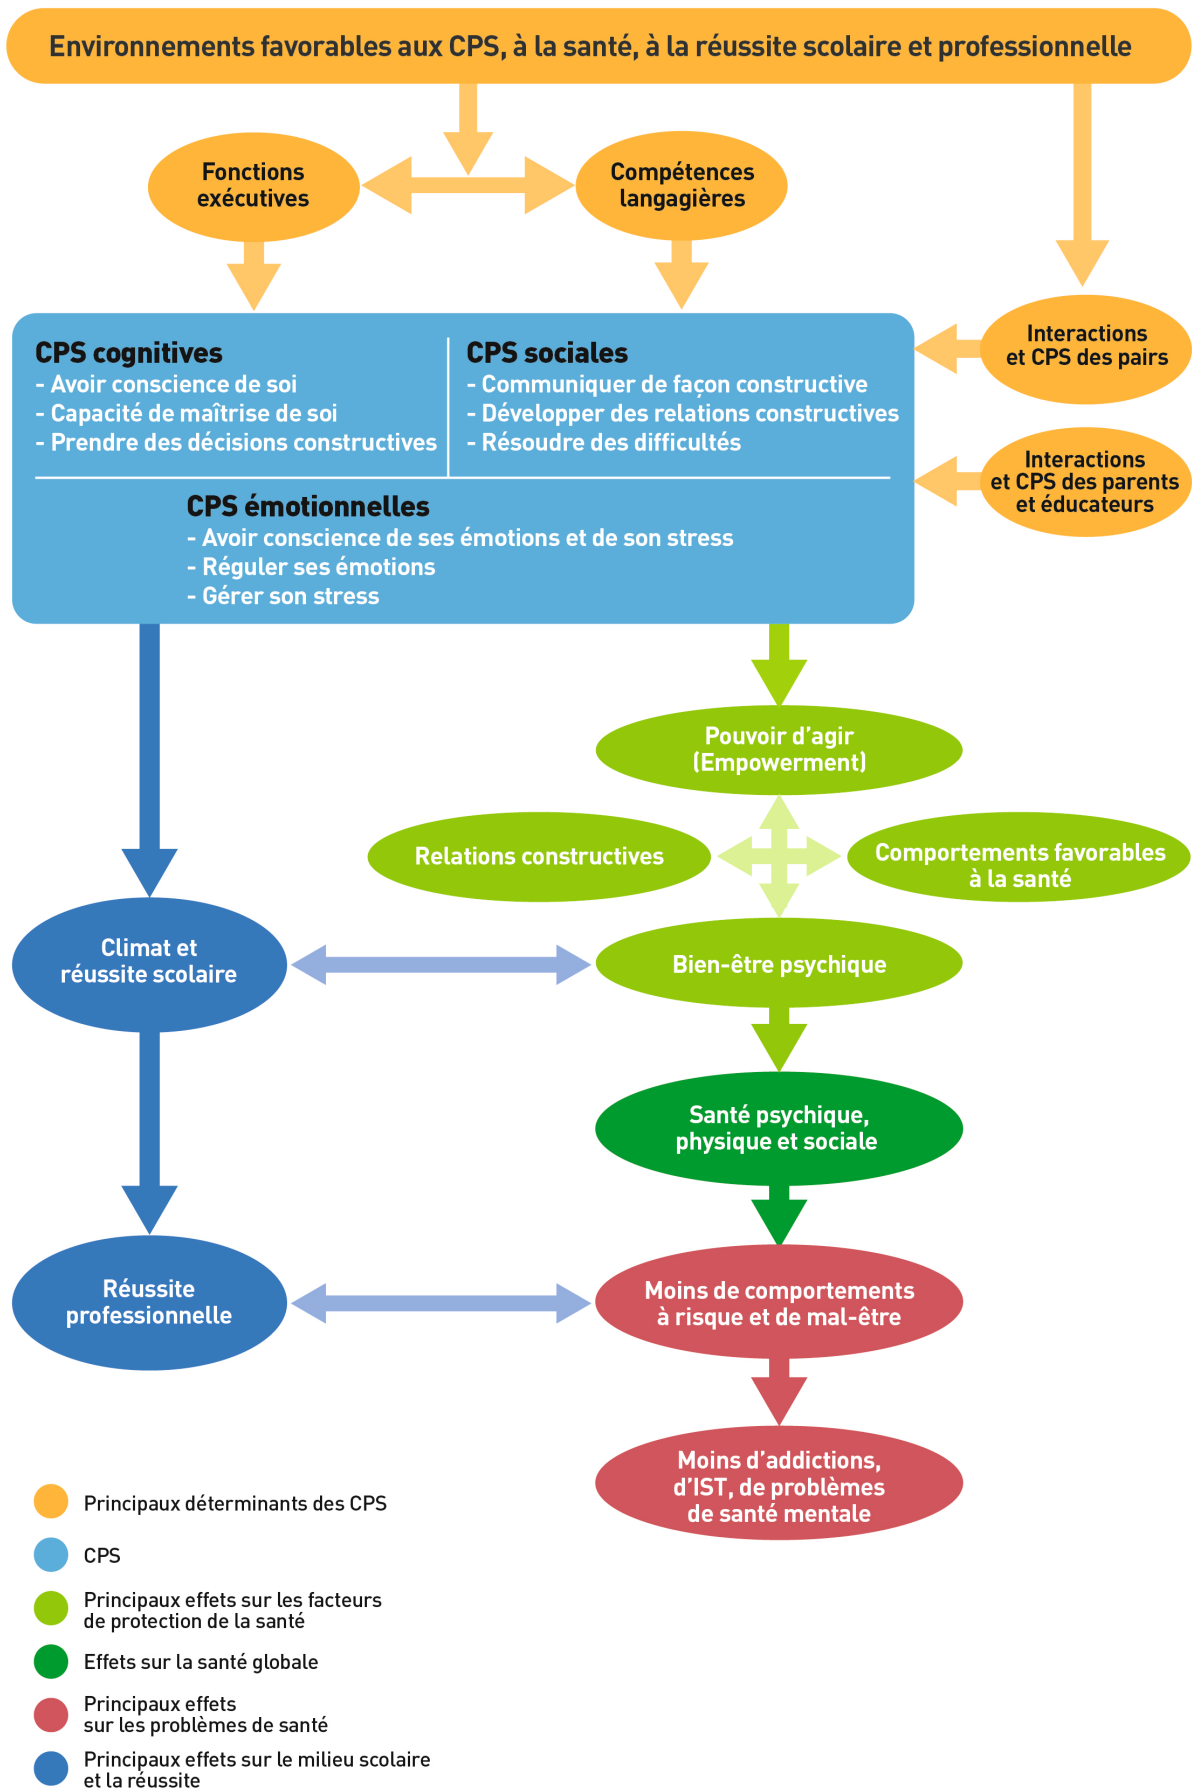 Environnements favorables aux CPS, à la santé, à la réussite scolaire et professionnelle
Fonctions
exécutives
Compétences
langagières
Interactions
et CPS des pairs
Interactions
et CPS des parents
et éducateurs
CPS cognitives
- Avoir conscience de soi
- Capacité de maîtrise de soi
- Prendre des décisions constructives
CPS sociales
- Communiquer de façon constructive
- Développer des relations constructives
- Résoudre des difficultés
CPS émotionnelles
- Avoir conscience de ses émotions et de son stress
- Réguler ses émotions
- Gérer son stress
Pouvoir d’agir
(Empowerment)
Relations constructives
Comportements favorables
à la santé
Climat et
réussite scolaire
Bien-être psychique
Santé psychique,
physique et sociale
Réussite
professionnelle
Moins de comportements
à risque et de mal-être
Moins d’addictions,
d’IST, de problèmes
de santé mentale
Principaux déterminants des CPS
CPS
Principaux effets sur les facteurs
de protection de la santé
Effets sur la santé globale
Principaux effets
sur les problèmes de santé
Principaux effets sur le milieu scolaire
et la réussite